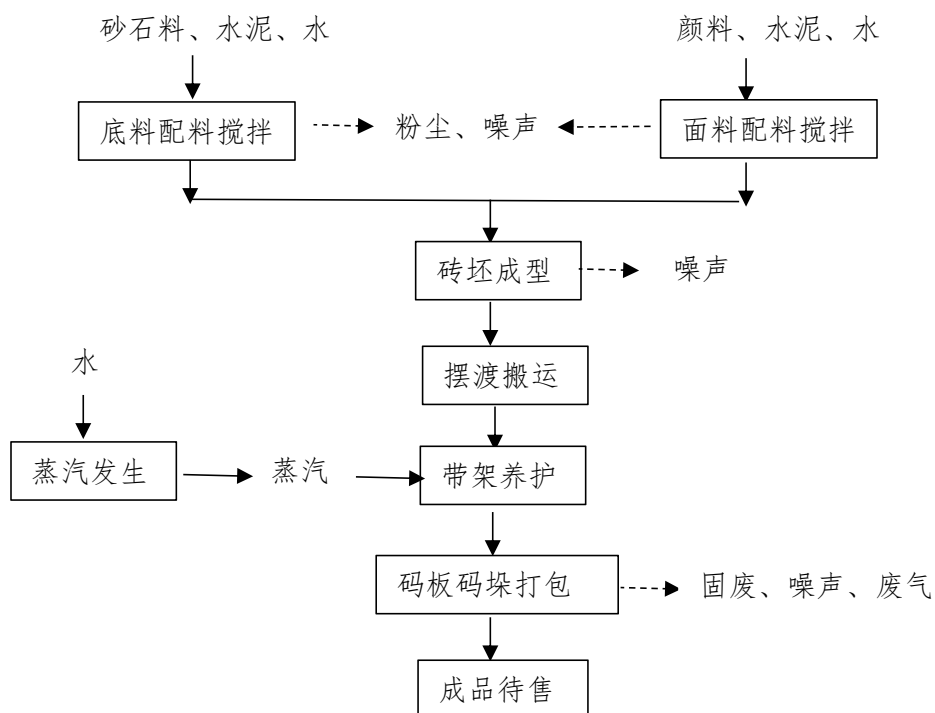 砂石料、水泥、水
颜料、水泥、水
底料配料搅拌
粉尘、噪声
面料配料搅拌
砖坯成型
噪声
摆渡搬运
水
蒸汽发生
蒸汽
带架养护
码板码垛打包
固废、噪声、废气
成品待售